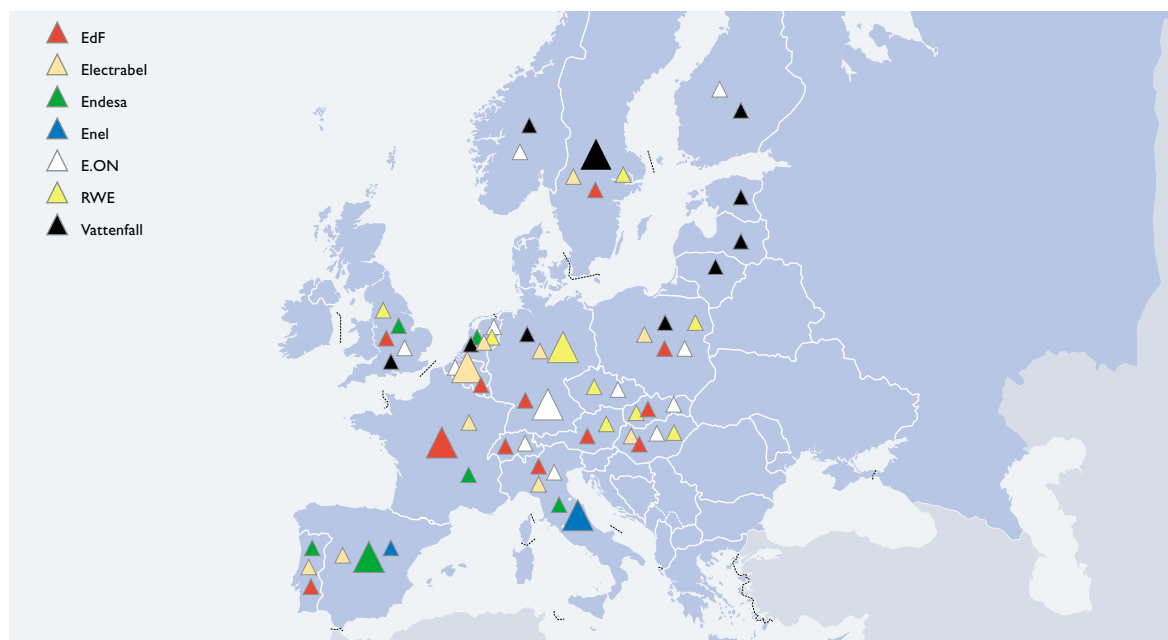 EdF
Electrabel
Endesa
Enel
E.ON
RWE
Vattenfall